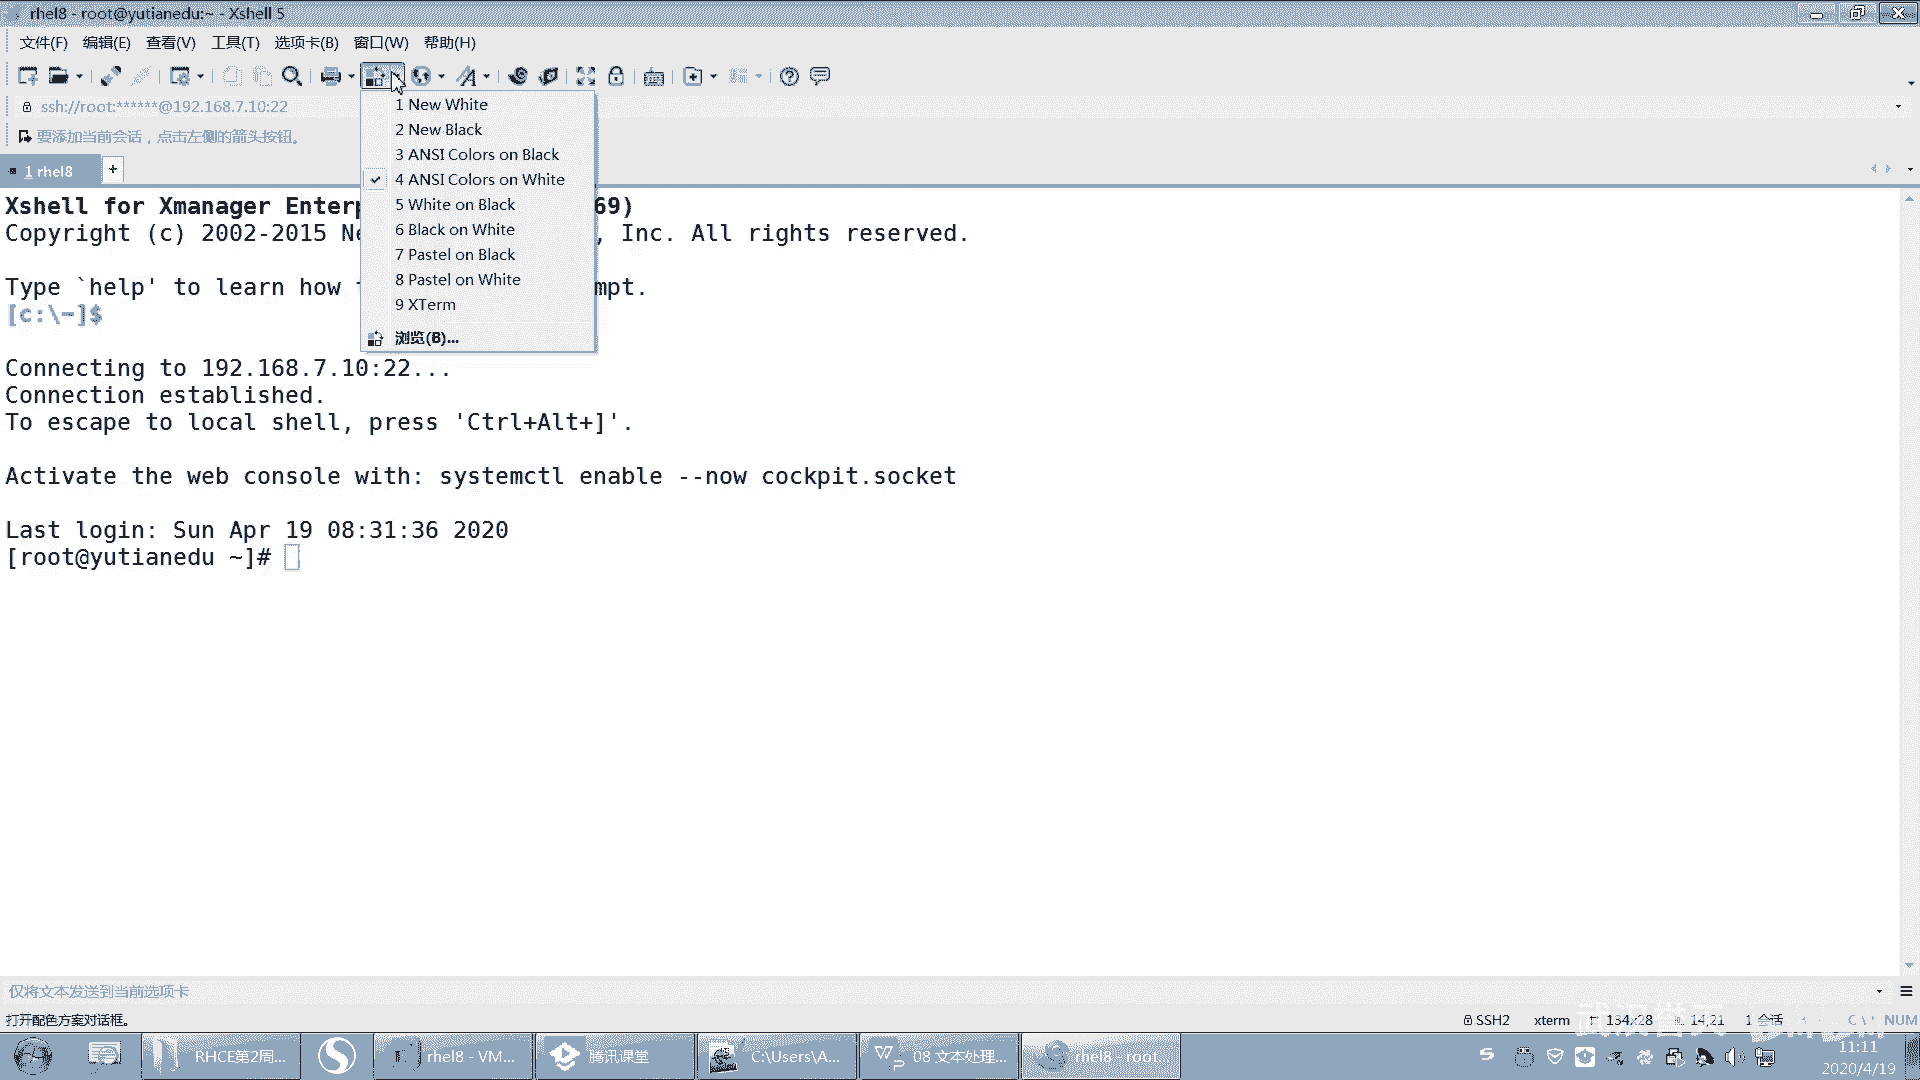 rhel8 - root@yutianedu:~ - Xshell 5
文件(F) 编辑(E) 查看(V) 工具(T) 选项卡(B) 窗口(W) 帮助(H)
ssh://root:******@192.168.7.10:22
要添加当前会话，点击左侧的箭头按钮。
1 rhel8
1 New White
2 New Black
3 ANSI Colors on Black
4 ANSI Colors on White
5 White on Black
6 Black on White
7 Pastel on Black
8 Pastel on White
9 XTerm
浏览(B)...
Xshell for Xmanager Enterp 69)
Copyright (c) 2002-2015 Ne , Inc. All rights reserved.
Type `help' to learn how mpt.
[c:\~]$
Connecting to 192.168.7.10:22...
Connection established.
To escape to local shell, press 'Ctrl+Alt+]'.
Activate the web console with: systemctl enable --now cockpit.socket
Last login: Sun Apr 19 08:31:36 2020
[root@yutianedu ~]#
仅将文本发送到当前选项卡
打开配色方案对话框。
SSH2 xterm 134x28 14,21 1 会话 NUM
RHCE第2周... rhel8 - VM... 腾讯课堂 C:\Users\A... 08 文本处理... rhel8 - root...
11:11
2020/4/19